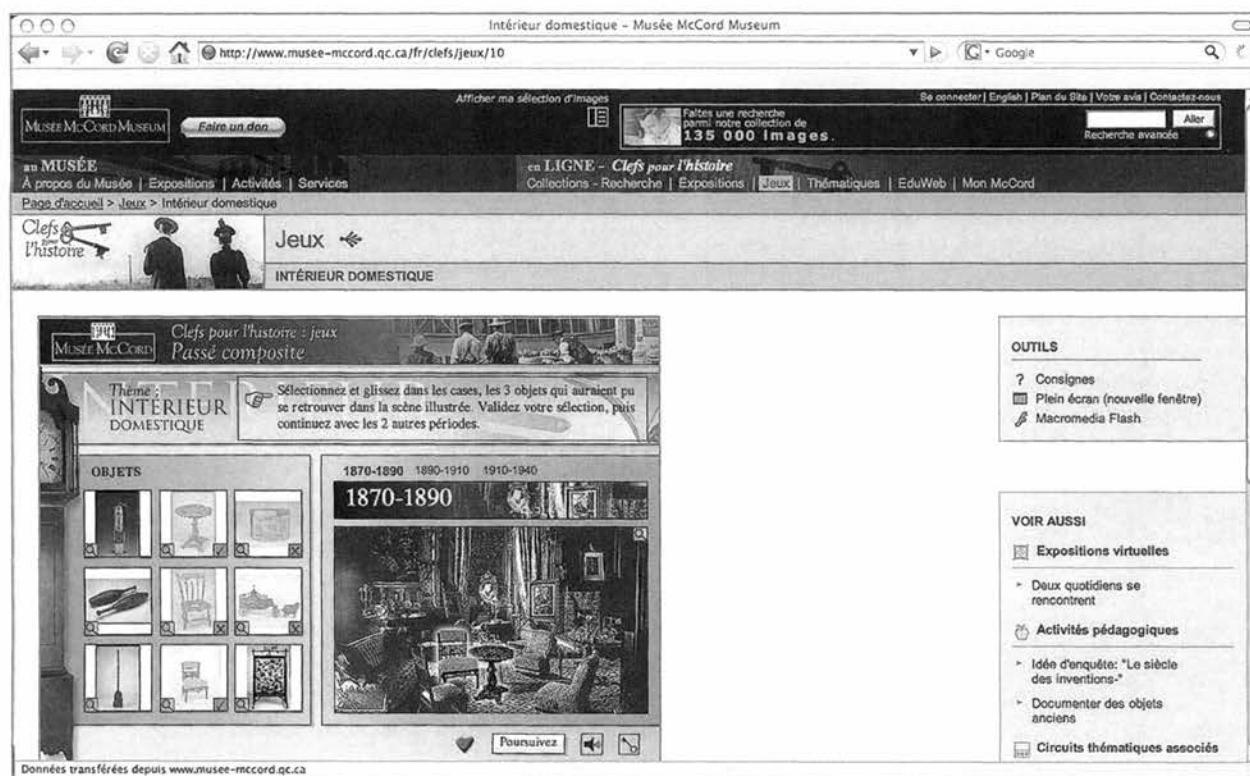 Intérieur domestique - Musée McCord Museum
http://www.musee-mccord.qc.ca/fr/clefs/jeux/10
G Google
Afficher ma sélection d'images
Se connecter | English | Plan du Site | Votre avis | Contactez-nous
MUSÉE MCCORD MUSEUM
Faire un don
Faites une recherche
parmi notre collection de
135 000 images.
Aller
Recherche avancée
au MUSÉE
À propos du Musée | Expositions | Activités | Services
en LIGNE - Clefs pour l'histoire
Collections - Recherche | Expositions | Jeux | Thématiques | EduWeb | Mon McCord
Page d'accueil > Jeux > Intérieur domestique
Clefs pour l'histoire
Jeux
INTÉRIEUR DOMESTIQUE
MUSÉE MCCORD
Clefs pour l'histoire : jeux
Passé composite
Thème :
INTÉRIEUR
DOMESTIQUE
Sélectionnez et glissez dans les cases, les 3 objets qui auraient pu
se retrouver dans la scène illustrée. Validez votre sélection, puis
continuez avec les 2 autres périodes.
OBJETS
1870-1890 1890-1910 1910-1940
1870-1890
Poursuivez
OUTILS
? Consignes
Plein écran (nouvelle fenêtre)
Macromedia Flash
VOIR AUSSI
Expositions virtuelles
Deux quotidiens se
rencontrent
Activités pédagogiques
Idée d'enquête: "Le siècle
des inventions-"
Documenter des objets
anciens
Circuits thématiques associés
Données transférées depuis www.musee-mccord.qc.ca